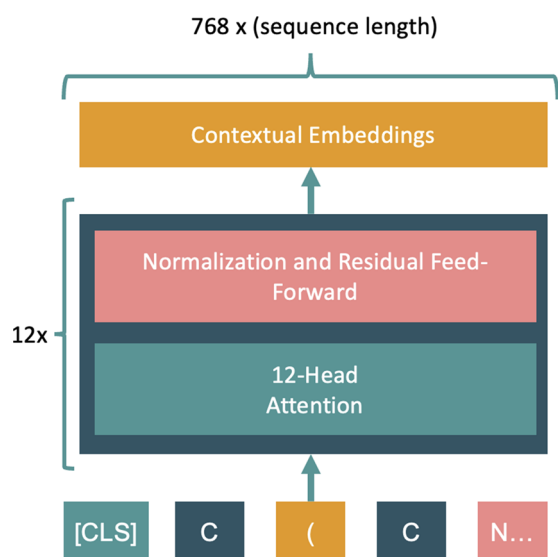 768 x (sequence length)
Contextual Embeddings
Normalization and Residual Feed-
Forward
12x
12-Head
Attention
[CLS] C ( C N...